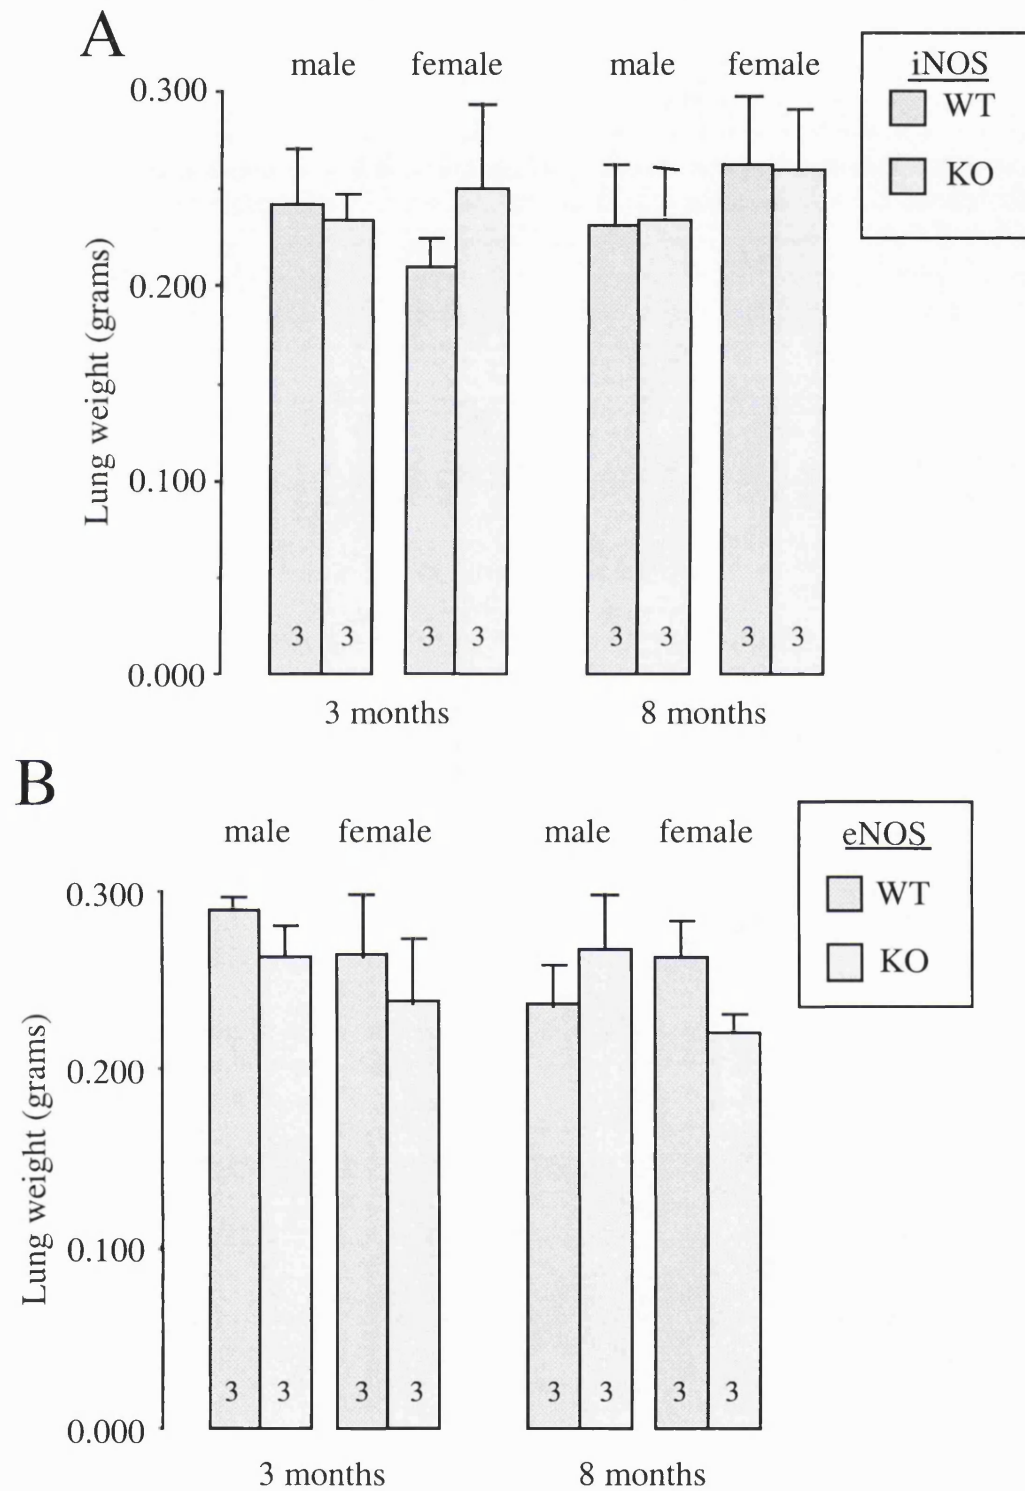 A
male female male female
iNOS
WT
KO
0.300
0.200
0.100
0.000
Lung weight (grams)
3 3 3 3 3 3 3 3
3 months 8 months
B
male female male female
eNOS
WT
KO
0.300
0.200
0.100
0.000
Lung weight (grams)
3 3 3 3 3 3 3 3
3 months 8 months